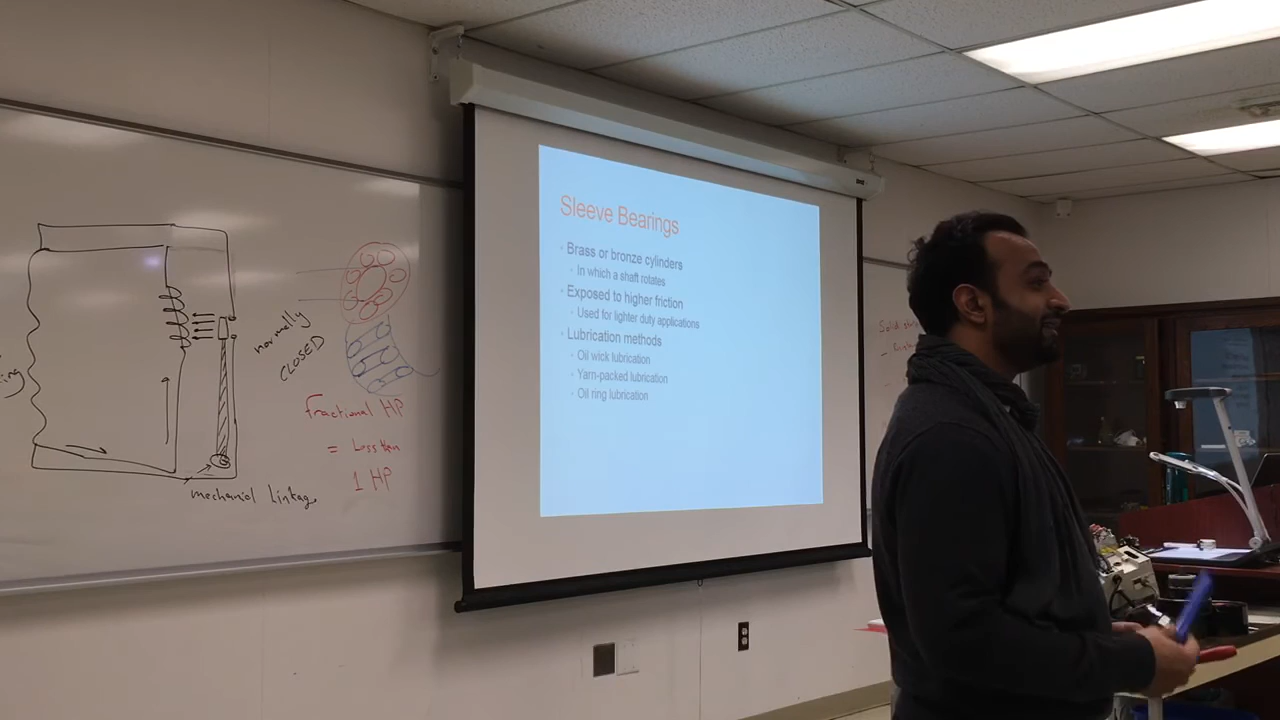 normally
CLOSED
Fractional HP
= Less than
1 HP
Sleeve Bearings
Brass or bronze cylinders
In which a shaft rotates
Exposed to higher friction
Used for lighter duty applications
Lubrication methods
Oil wick lubrication
Yarn-packed lubrication
Oil ring lubrication
Solid